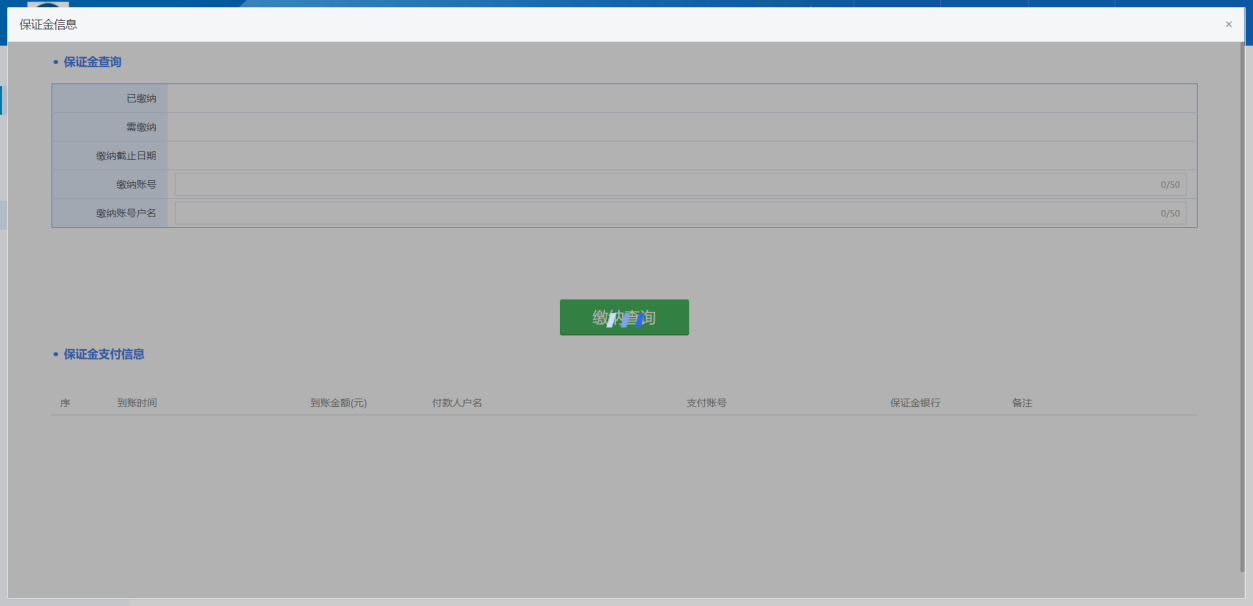 保证金信息
×
• 保证金查询
已缴纳
需缴纳
缴纳截止日期
缴纳账号 0/50
缴纳账号户名 0/50
缴纳查询
• 保证金支付信息
序 到账时间 到账金额(元) 付款人户名 支付账号 保证金银行 备注